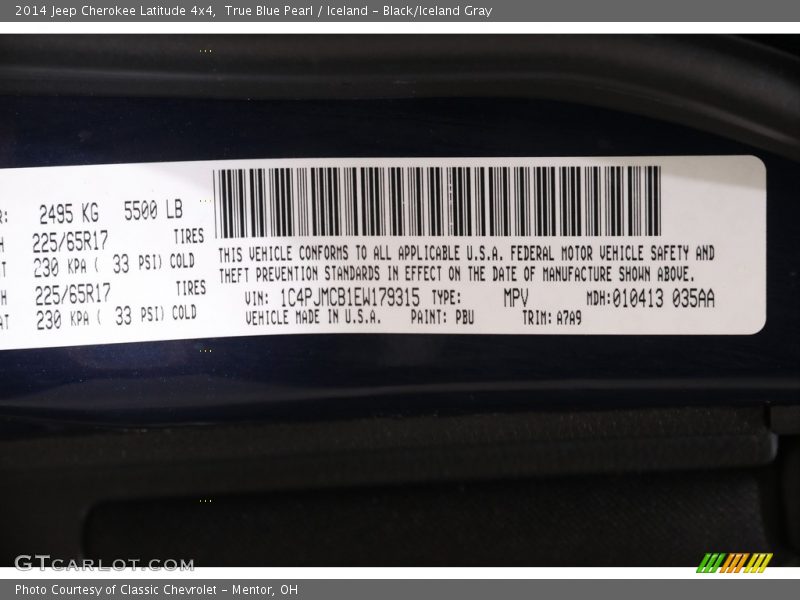 2014 Jeep Cherokee Latitude 4x4,  True Blue Pearl / Iceland - Black/Iceland Gray
R: 2495 KG 5500 LB
H 225/65R17 TIRES
T 230 KPA ( 33 PSI) COLD
H 225/65R17 TIRES
AT 230 KPA ( 33 PSI) COLD
THIS VEHICLE CONFORMS TO ALL APPLICABLE U.S.A. FEDERAL MOTOR VEHICLE SAFETY AND
THEFT PREVENTION STANDARDS IN EFFECT ON THE DATE OF MANUFACTURE SHOWN ABOVE.
VIN: 1C4PJMCB1EW179315 TYPE: MPV MDH:010413 035AA
VEHICLE MADE IN U.S.A. PAINT: PBU TRIM: A7A9
GTCARLOT.COM
Photo Courtesy of Classic Chevrolet - Mentor, OH